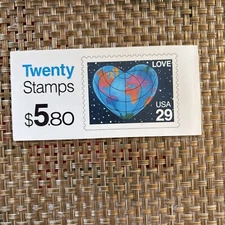 Twenty
Stamps
$5.80
LOVE
USA
29